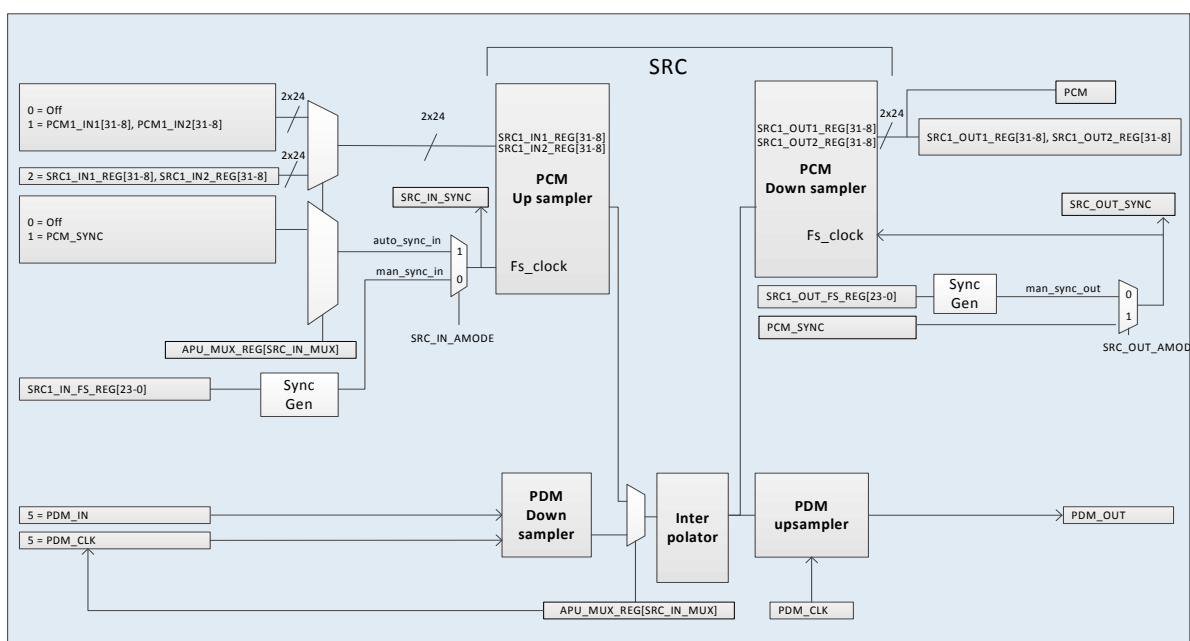 SRC
0 = Off
1 = PCM1_IN1[31-8], PCM1_IN2[31-8]
2x24
2x24
2 = SRC1_IN1_REG[31-8], SRC1_IN2_REG[31-8]
0 = Off
1 = PCM_SYNC
2x24
SRC1_IN1_REG[31-8]
SRC1_IN2_REG[31-8]
PCM
Up sampler
Fs_clock
SRC_IN_SYNC
auto_sync_in
man_sync_in
1
0
SRC_IN_AMODE
APU_MUX_REG[SRC_IN_MUX]
SRC1_IN_FS_REG[23-0]
Sync
Gen
SRC1_OUT1_REG[31-8]
SRC1_OUT2_REG[31-8]
PCM
Down sampler
Fs_clock
2x24
PCM
SRC1_OUT1_REG[31-8], SRC1_OUT2_REG[31-8]
SRC_OUT_SYNC
SRC1_OUT_FS_REG[23-0]
Sync
Gen
man_sync_out
0
1
PCM_SYNC
SRC_OUT_AMOD
5 = PDM_IN
5 = PDM_CLK
PDM
Down
sampler
Inter
polator
PDM
upsampler
PDM_OUT
APU_MUX_REG[SRC_IN_MUX]
PDM_CLK